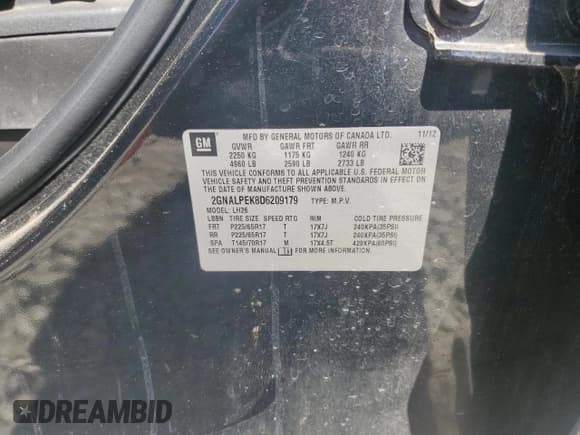 GM
MFD BY GENERAL MOTORS OF CANADA LTD. 11/12
GVWR GAWR FRT GAWR RR
2250 KG 1175 KG 1240 KG
4960 LB 2590 LB 2733 LB
THIS VEHICLE CONFORMS TO ALL APPLICABLE U.S. FEDERAL MOTOR
VEHICLE SAFETY AND THEFT PREVENTION STANDARDS IN EFFECT
ON THE DATE OF MANUFACTURE SHOWN ABOVE.
2GNALPEK8D6209179 TYPE: M.P.V.
MODEL: LH26
LBBN TIRE SIZE SPEED RTG RIM COLD TIRE PRESSURE
FRT P225/65R17 T 17X7J 240KPA(35PSI)
RR P225/65R17 T 17X7J 240KPA(35PSI)
SPA T145/70R17 M 17X4.5T 420KPA(60PSI)
SEE OWNER'S MANUAL FOR MORE INFORMATION.
DREAMBID